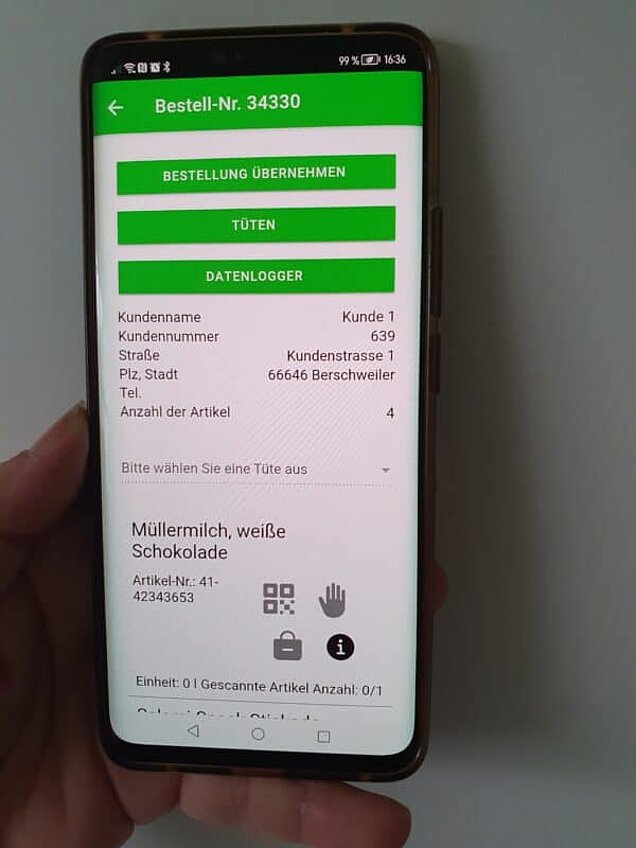 99 % 16:36
Bestell-Nr. 34330
BESTELLUNG ÜBERNEHMEN
TÜTEN
DATENLOGGER
Kundenname Kunde 1
Kundennummer 639
Straße Kundenstrasse 1
Plz, Stadt 66646 Berschweiler
Tel.
Anzahl der Artikel 4
Bitte wählen Sie eine Tüte aus
Müllermilch, weiße
Schokolade
Artikel-Nr.: 41-
42343653
Einheit: 0 | Gescannte Artikel Anzahl: 0/1